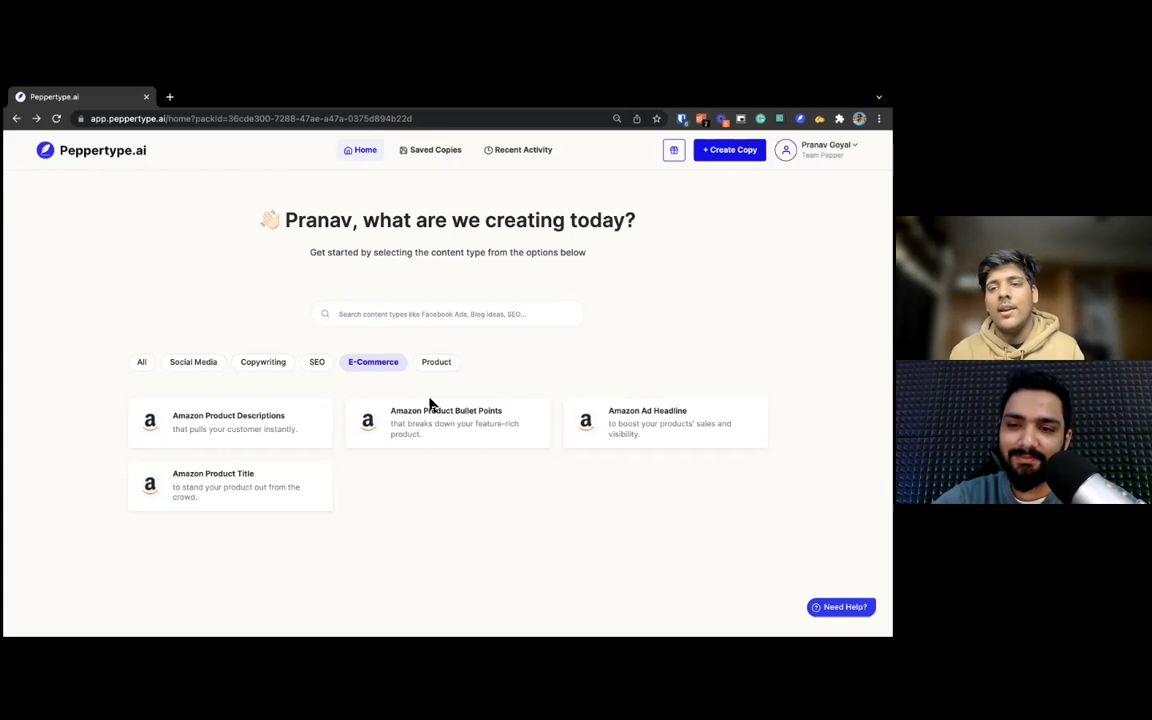 Peppertype.ai
app.peppertype.ai/home?packId=36cde300-7288-47ae-a47a-0375d894b22d
Peppertype.ai
Home
Saved Copies
Recent Activity
+ Create Copy
Pranav Goyal
Team Pepper
Pranav, what are we creating today?
Get started by selecting the content type from the options below
Search content types like Facebook Ads, Blog ideas, SEO...
All
Social Media
Copywriting
SEO
E-Commerce
Product
Amazon Product Descriptions
that pulls your customer instantly.
Amazon Product Bullet Points
that breaks down your feature-rich
product.
Amazon Ad Headline
to boost your products' sales and
visibility.
Amazon Product Title
to stand your product out from the
crowd.
Need Help?